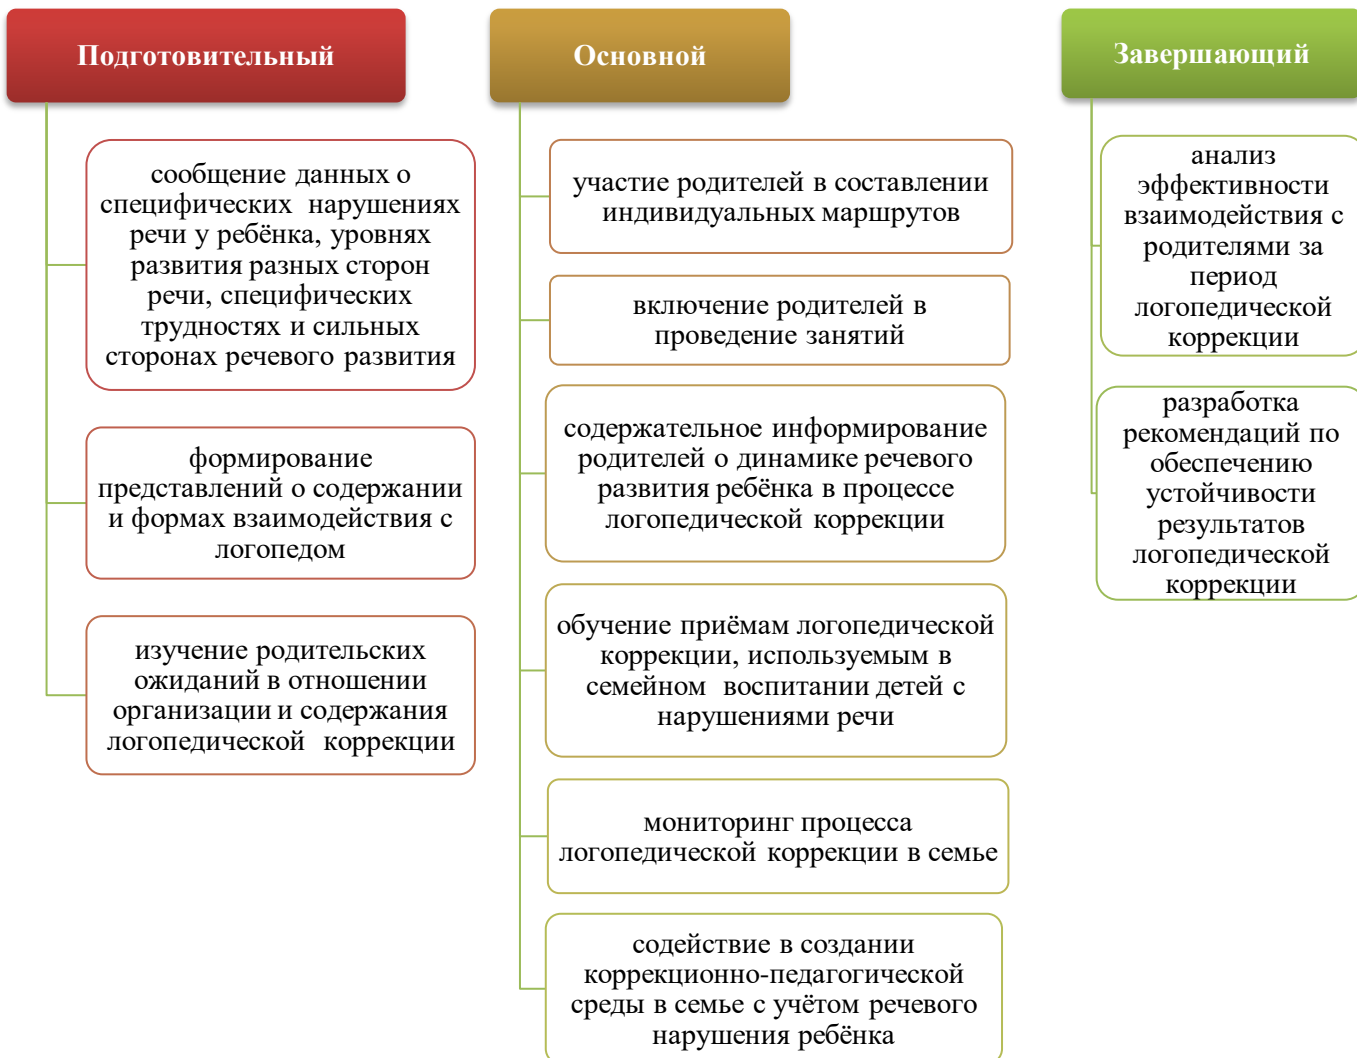 Подготовительный
сообщение данных о
специфических нарушениях
речи у ребёнка, уровнях
развития разных сторон
речи, специфических
трудностях и сильных
сторонах речевого развития
формирование
представлений о содержании
и формах взаимодействия с
логопедом
изучение родительских
ожиданий в отношении
организации и содержания
логопедической коррекции
Основной
участие родителей в составлении
индивидуальных маршрутов
включение родителей в
проведение занятий
содержательное информирование
родителей о динамике речевого
развития ребёнка в процессе
логопедической коррекции
обучение приёмам логопедической
коррекции, используемым в
семейном воспитании детей с
нарушениями речи
мониторинг процесса
логопедической коррекции в семье
содействие в создании
коррекционно-педагогической
среды в семье с учётом речевого
нарушения ребёнка
Завершающий
анализ
эффективности
взаимодействия с
родителями за
период
логопедической
коррекции
разработка
рекомендаций по
обеспечению
устойчивости
результатов
логопедической
коррекции